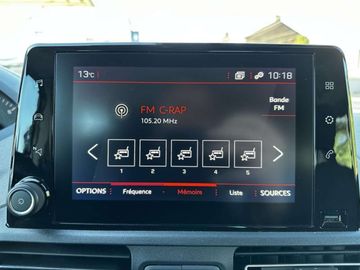 13°C
10:18
FM C-RAP
105.20 MHz
Bande
FM
1 2 3 4 5
OPTIONS Fréquence Mémoire Liste SOURCES